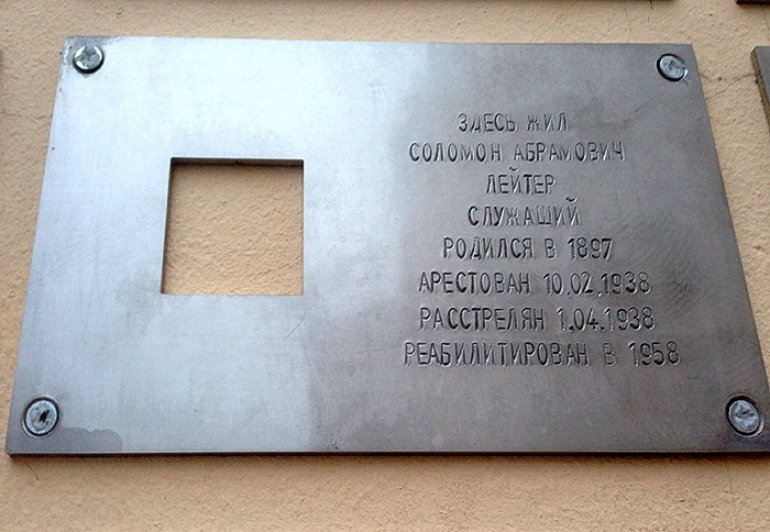 ЗДЕСЬ ЖИЛ
СОЛОМОН АБРАМОВИЧ
ЛЕЙТЕР
СЛУЖАЩИЙ
РОДИЛСЯ В 1897
АРЕСТОВАН 10.02.1938
РАССТРЕЛЯН 1.04.1938
РЕАБИЛИТИРОВАН В 1958